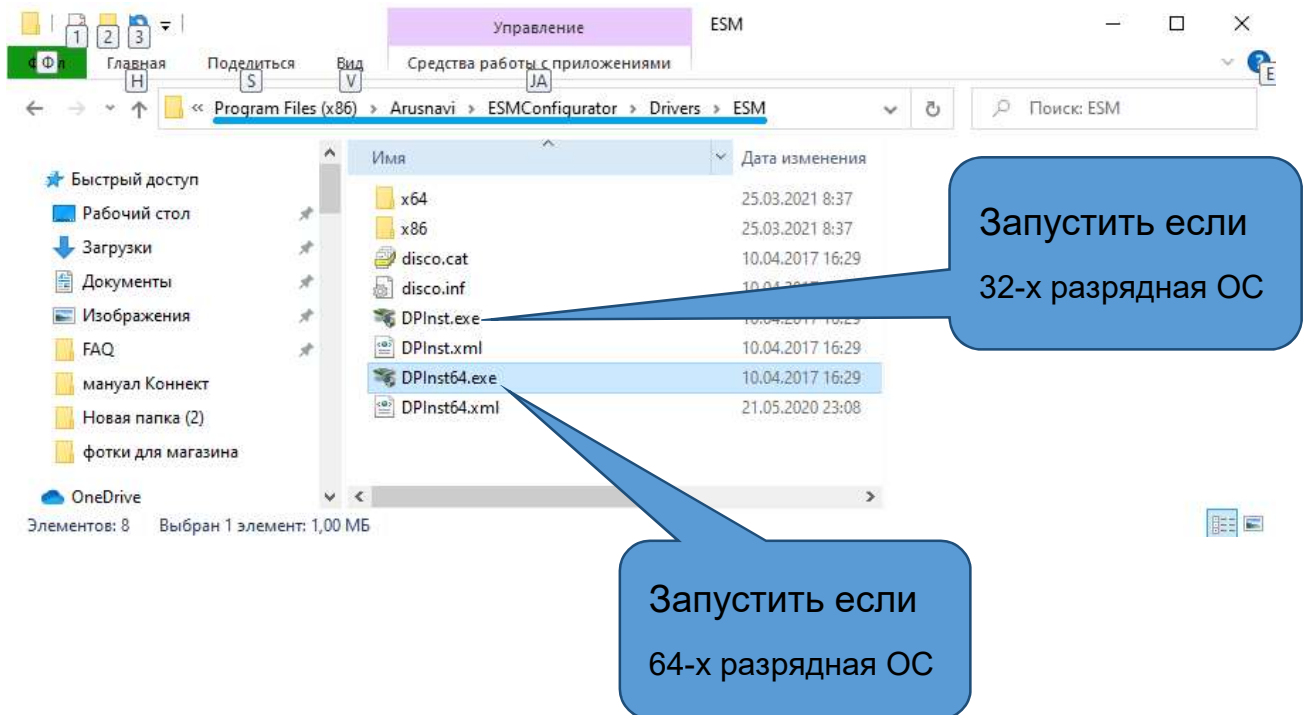 1 2 3
Управление
ESM
Ф
Главная
Поделиться
Вид
Средства работы с приложениями
H
S
V
JA
E
« Program Files (x86) > Arusnavi > ESMConfigurator > Drivers > ESM
Поиск: ESM
Имя
Дата изменения
Быстрый доступ
Рабочий стол
Загрузки
Документы
Изображения
FAQ
мануал Коннект
Новая папка (2)
фотки для магазина
OneDrive
x64 25.03.2021 8:37
x86 25.03.2021 8:37
disco.cat 10.04.2017 16:29
disco.inf
DPInst.exe
DPInst.xml 10.04.2017 16:29
DPInst64.exe 10.04.2017 16:29
DPInst64.xml 21.05.2020 23:08
Запустить если
32-х разрядная ОС
Элементов: 8 Выбран 1 элемент: 1,00 МБ
Запустить если
64-х разрядная ОС